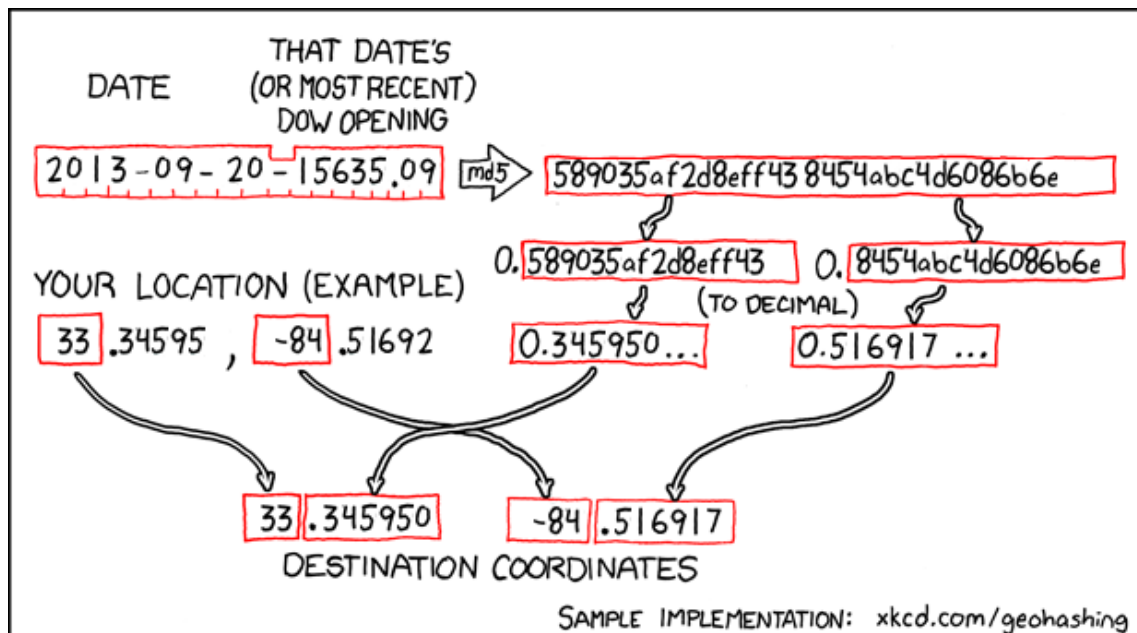 DATE
THAT DATE'S
(OR MOST RECENT)
DOW OPENING
2013-09-20-15635.09
md5
589035af2d8eff438454abc4d6086b6e
0.589035af2d8eff43
0.8454abc4d6086b6e
(TO DECIMAL)
0.345950...
0.516917...
YOUR LOCATION (EXAMPLE)
33.34595, -84.51692
33.345950 -84.516917
DESTINATION COORDINATES
SAMPLE IMPLEMENTATION: xkcd.com/geohashing